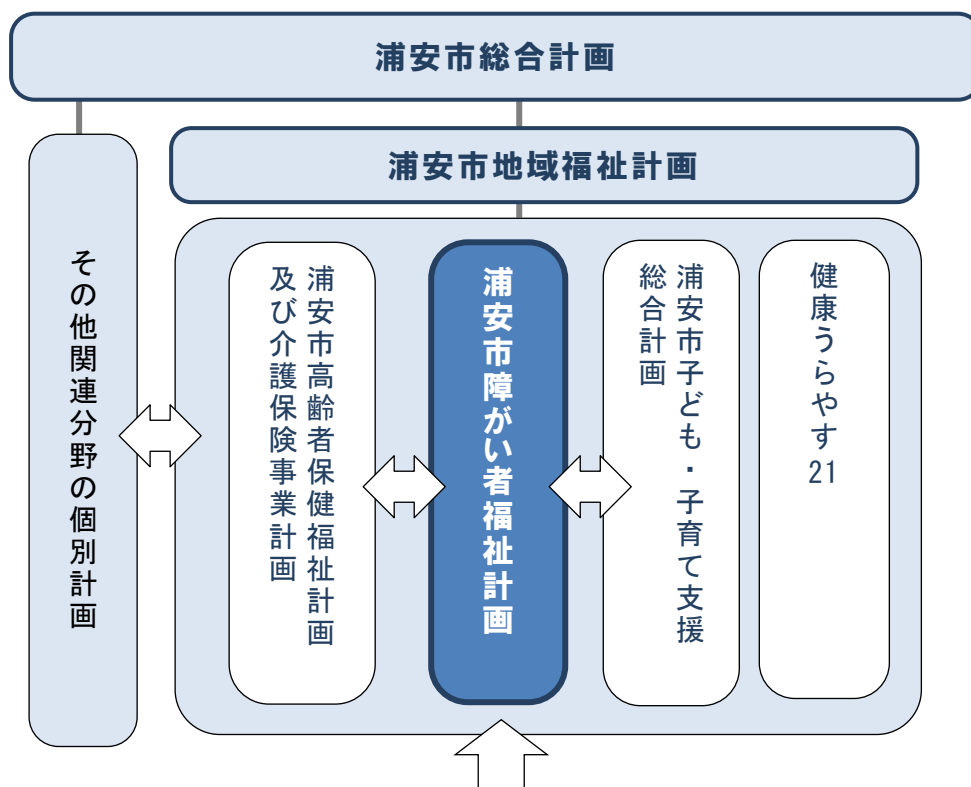 浦安市総合計画
浦安市地域福祉計画
その他関連分野の個別計画
浦安市高齢者保健福祉計画
及び介護保険事業計画
浦安市障がい者福祉計画
浦安市子ども・子育て支援
総合計画
健康うらやす21